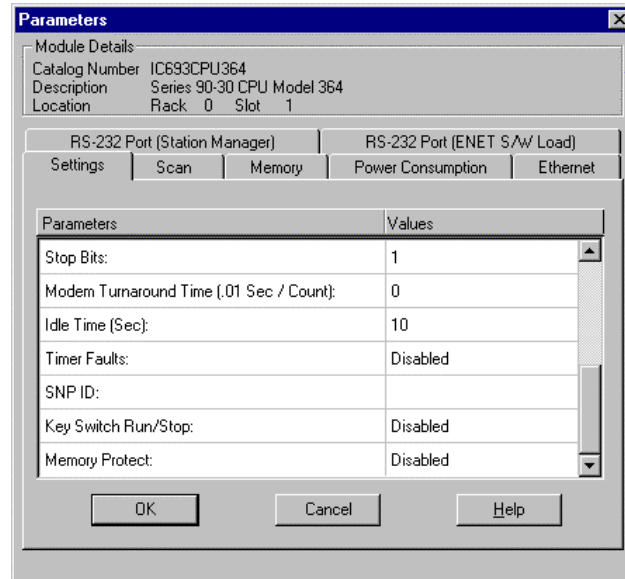 Parameters
Module Details
Catalog Number IC693CPU364
Description Series 90-30 CPU Model 364
Location Rack 0 Slot 1
RS-232 Port (Station Manager) RS-232 Port (ENET S/W Load)
Settings Scan Memory Power Consumption Ethernet
Parameters Values
Stop Bits: 1
Modem Turnaround Time (.01 Sec / Count): 0
Idle Time (Sec): 10
Timer Faults: Disabled
SNP ID:
Key Switch Run/Stop: Disabled
Memory Protect: Disabled
OK Cancel Help